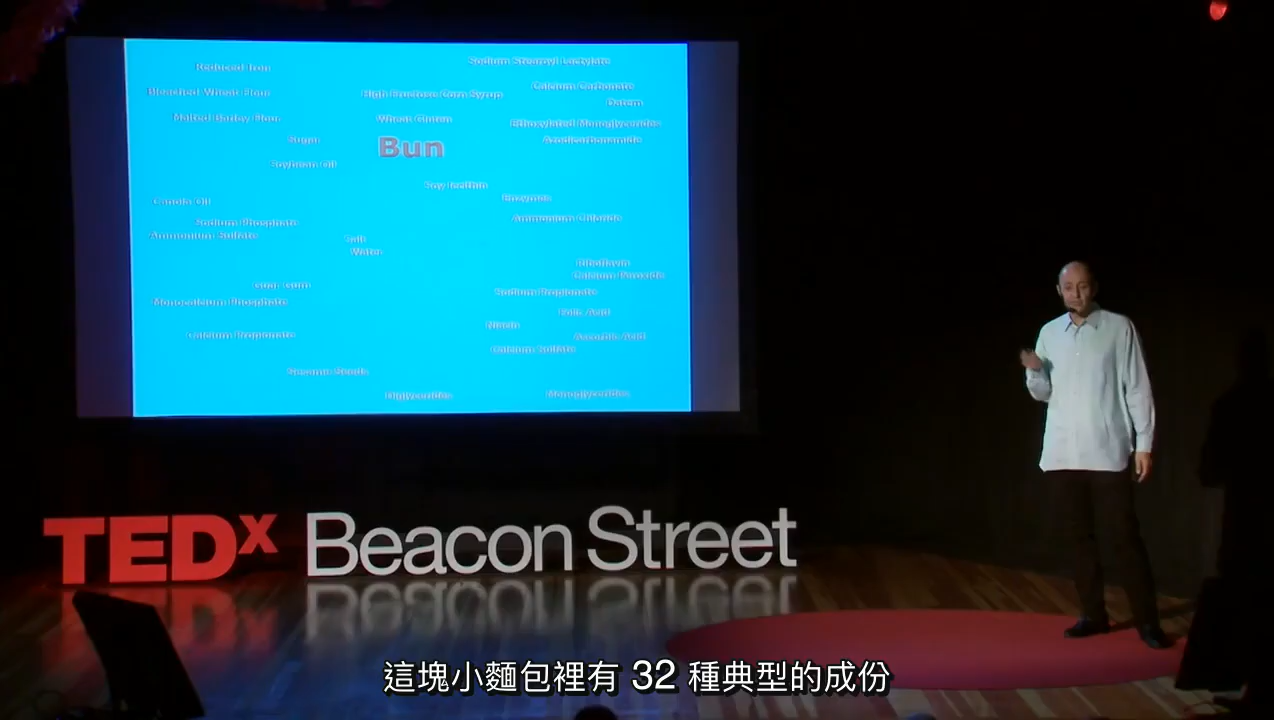 Sodium Stearoyl Lactylate
Reduced Iron
Calcium Carbonate
Bleached Wheat Flour
High Fructose Corn Syrup
Datem
Malted Barley Flour
Wheat Gluten
Ethoxylated Monoglycerides
Sugar
Azodicarbonamide
Bun
Soybean Oil
Soy lecithin
Enzymes
Canola Oil
Ammonium Chloride
Sodium Phosphate
Ammonium Sulfate
Salt
Water
Riboflavin
Calcium Peroxide
Guar Gum
Sodium Propionate
Monocalcium Phosphate
Folic Acid
Niacin
Calcium Propionate
Ascorbic Acid
Calcium Sulfate
Sesame Seeds
Diglycerides
Monoglycerides
TEDx Beacon Street
這塊小麵包裡有 32 種典型的成份